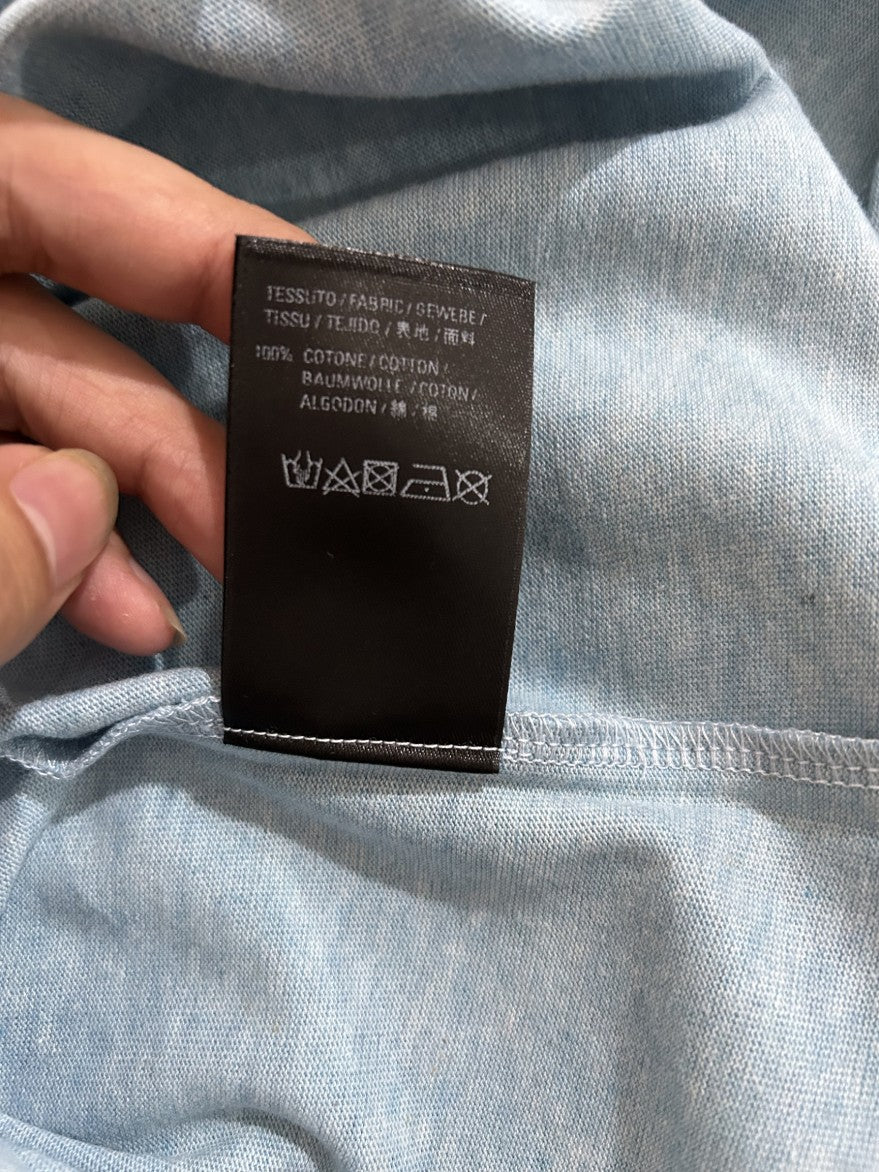 TESSUTO / FABRIC / GEWEBE /
TISSU / TEJIDO / 表地 / 面料
100% COTONE / COTTON /
BAUMWOLLE / COTON /
ALGODON / 綿 / 棉